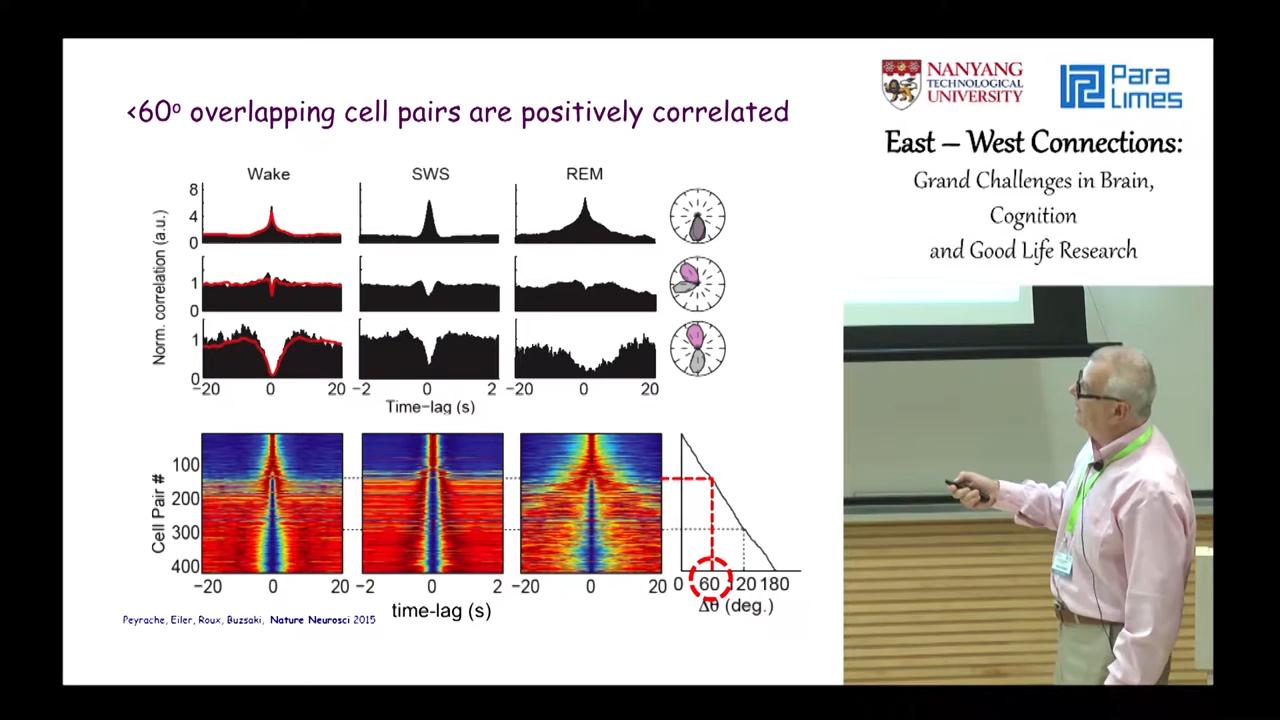 <60º overlapping cell pairs are positively correlated
Wake SWS REM
Norm. correlation (a.u.)
8
4
0
1
0
1
0
−20 0 20 −2 0 2 −20 0 20
Time−lag (s)
Cell Pair #
100
200
300
400
−20 0 20 −2 0 2 −20 0 20 0 60 120 180
time-lag (s)
Δθ (deg.)
Peyrache, Eiler, Roux, Buzsaki, Nature Neurosci 2015
NANYANG
TECHNOLOGICAL
UNIVERSITY
Para
Limes
East – West Connections:
Grand Challenges in Brain,
Cognition
and Good Life Research